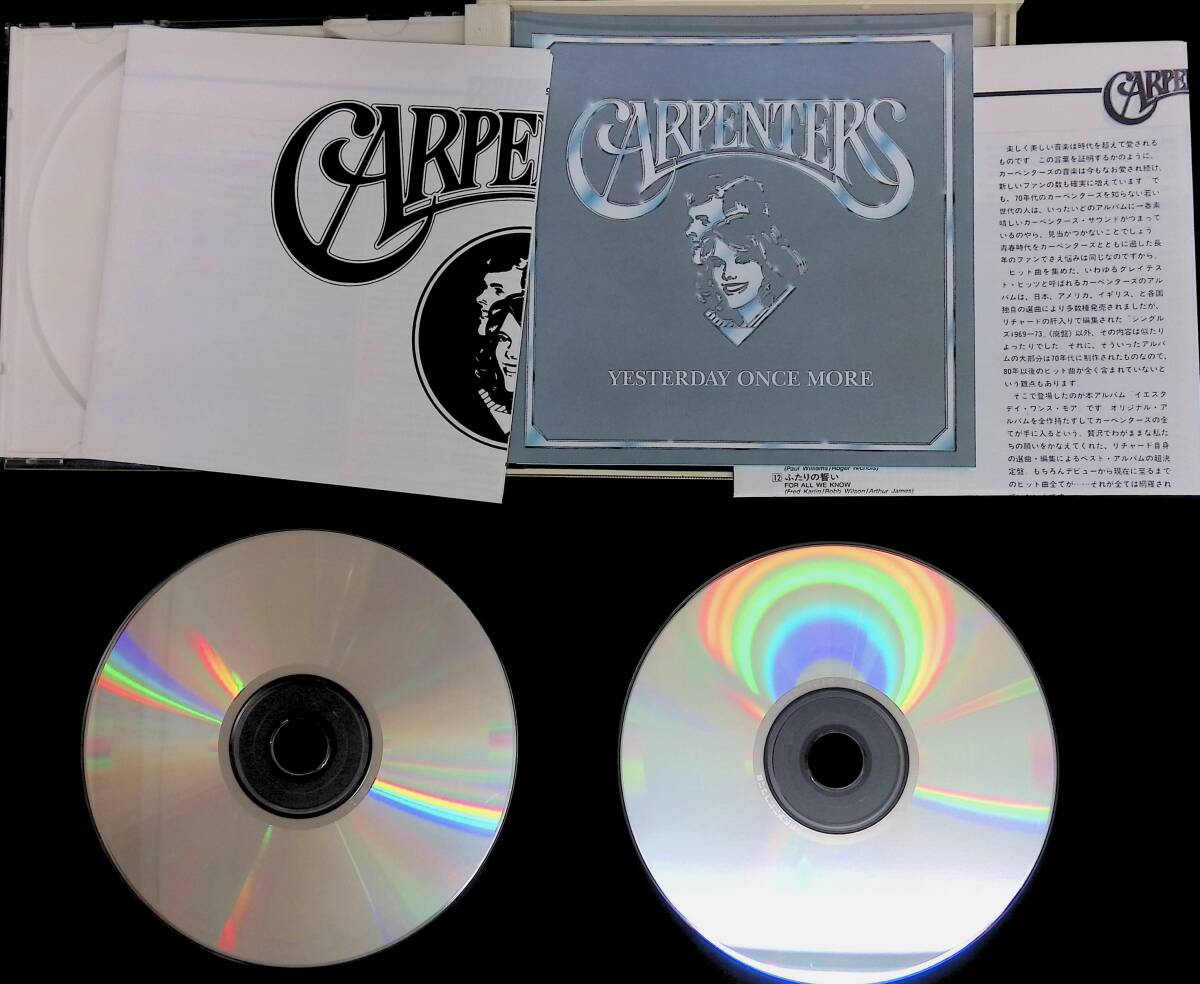 CARPE
CARPENTERS
YESTERDAY ONCE MORE
CARPE
楽しく美しい音楽は時代を超えて愛される
ものです この言葉を証明するかのように、
カーペンターズの音楽は今もなお愛され続け、
新しいファンの数も確実に増えています で
も、70年代のカーペンターズを知らない若い
世代の人は、いったいどのアルバムに一番素
晴しいカーペンターズ・サウンドがつまって
いるのやら、見当がつかないことでしょう
青春時代をカーペンターズとともに過した長
年のファンでさえ悩みは同じなのですから。
ヒット曲を集めた、いわゆるグレイテス
ト・ヒッツと呼ばれるカーペンターズのアル
バムは、日本、アメリカ、イギリス、と各国
独自の選曲により多数種発売されましたが、
リチャードの肝入りで編集された「シングル
ズ1969―73」(廃盤)以外、その内容は似たり
よったりでした それに、そういったアルバ
ムの大部分は70年代に制作されたものなので、
80年以後のヒット曲が全く含まれていないと
いう難点もあります
そこで登場したのが本アルバム「イエスタ
デイ・ワンス・モア」です オリジナル・ア
ルバムを全作持たずしてカーペンターズの全
てが手に入るという、贅沢でわがままな私た
ちの願いをかなえてくれた、リチャード自身
の選曲・編集によるベスト・アルバムの超決
定盤 もちろんデビューから現在に至るまで
のヒット曲全てが……それが全ては網羅され
(Paul Williams/Roger Nichols)
12 ふたりの誓い
FOR ALL WE KNOW
(Fred Karlin/Robb Wilson/Arthur James)